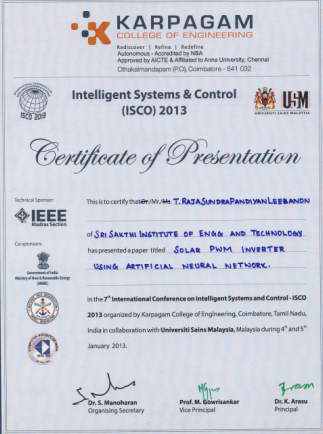 KARPAGAM
COLLEGE OF ENGINEERING
Rediscover | Refine | Redefine
Autonomous - Accredited by NBA
Approved by AICTE & Affiliated to Anna University, Chennai
Othakalmandapam (P.O), Coimbatore - 641 032
ISCO 2013
Intelligent Systems & Control
(ISCO) 2013
USM
UNIVERSITI SAINS MALAYSIA
Certificate of Presentation
Technical Sponsor:
IEEE
Madras Section
Co-sponsors:
Government of India
Ministry of New & Renewable Energy
(MNRE)
This is to certify that Dr./Mr./Ms. T. RAJASUNDRAPANDIYANLEEBANON
of SRI SAKTHI INSTITUTE OF ENGG AND TECHNOLOGY
has presented a paper titled SOLAR PWM INVERTER
USING ARTIFICIAL NEURAL NETWORK.
in the 7th International Conference on Intelligent Systems and Control - ISCO
2013 organized by Karpagam College of Engineering, Coimbatore, Tamil Nadu,
India in collaboration with Universiti Sains Malaysia, Malaysia during 4th and 5th
January 2013.
Dr. S. Manoharan
Organising Secretary
Prof. M. Gowrisankar
Vice Principal
Dr. K. Arasu
Principal